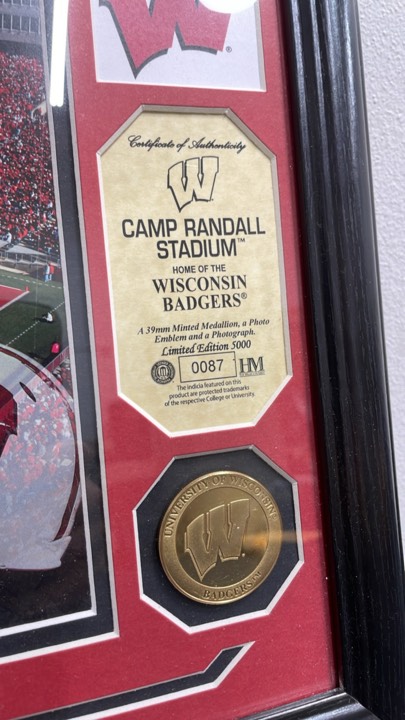 W
®
Certificate of Authenticity
W
CAMP RANDALL
STADIUM™
HOME OF THE
WISCONSIN
BADGERS®
A 39mm Minted Medallion, a Photo
Emblem and a Photograph.
Limited Edition 5000
0087 HM
The indicia featured on this
product are protected trademarks
of the respective College or University.
UNIVERSITY OF WISCONSIN
W
BADGERS™